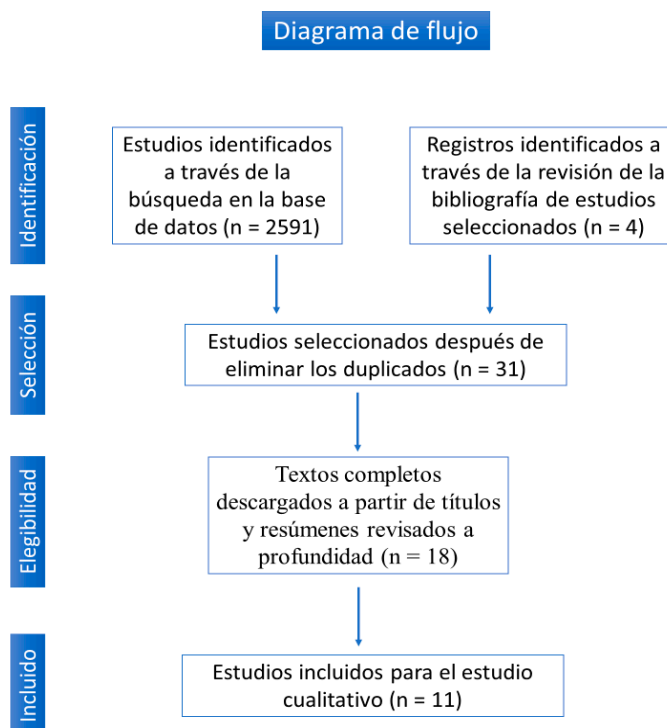 Diagrama de flujo
Identificación
Estudios identificados
a través de la
búsqueda en la base
de datos (n = 2591)
Registros identificados a
través de la revisión de la
bibliografía de estudios
seleccionados (n = 4)
Selección
Estudios seleccionados después de
eliminar los duplicados (n = 31)
Elegibilidad
Textos completos
descargados a partir de títulos
y resúmenes revisados a
profundidad (n = 18)
Incluido
Estudios incluidos para el estudio
cualitativo (n = 11)